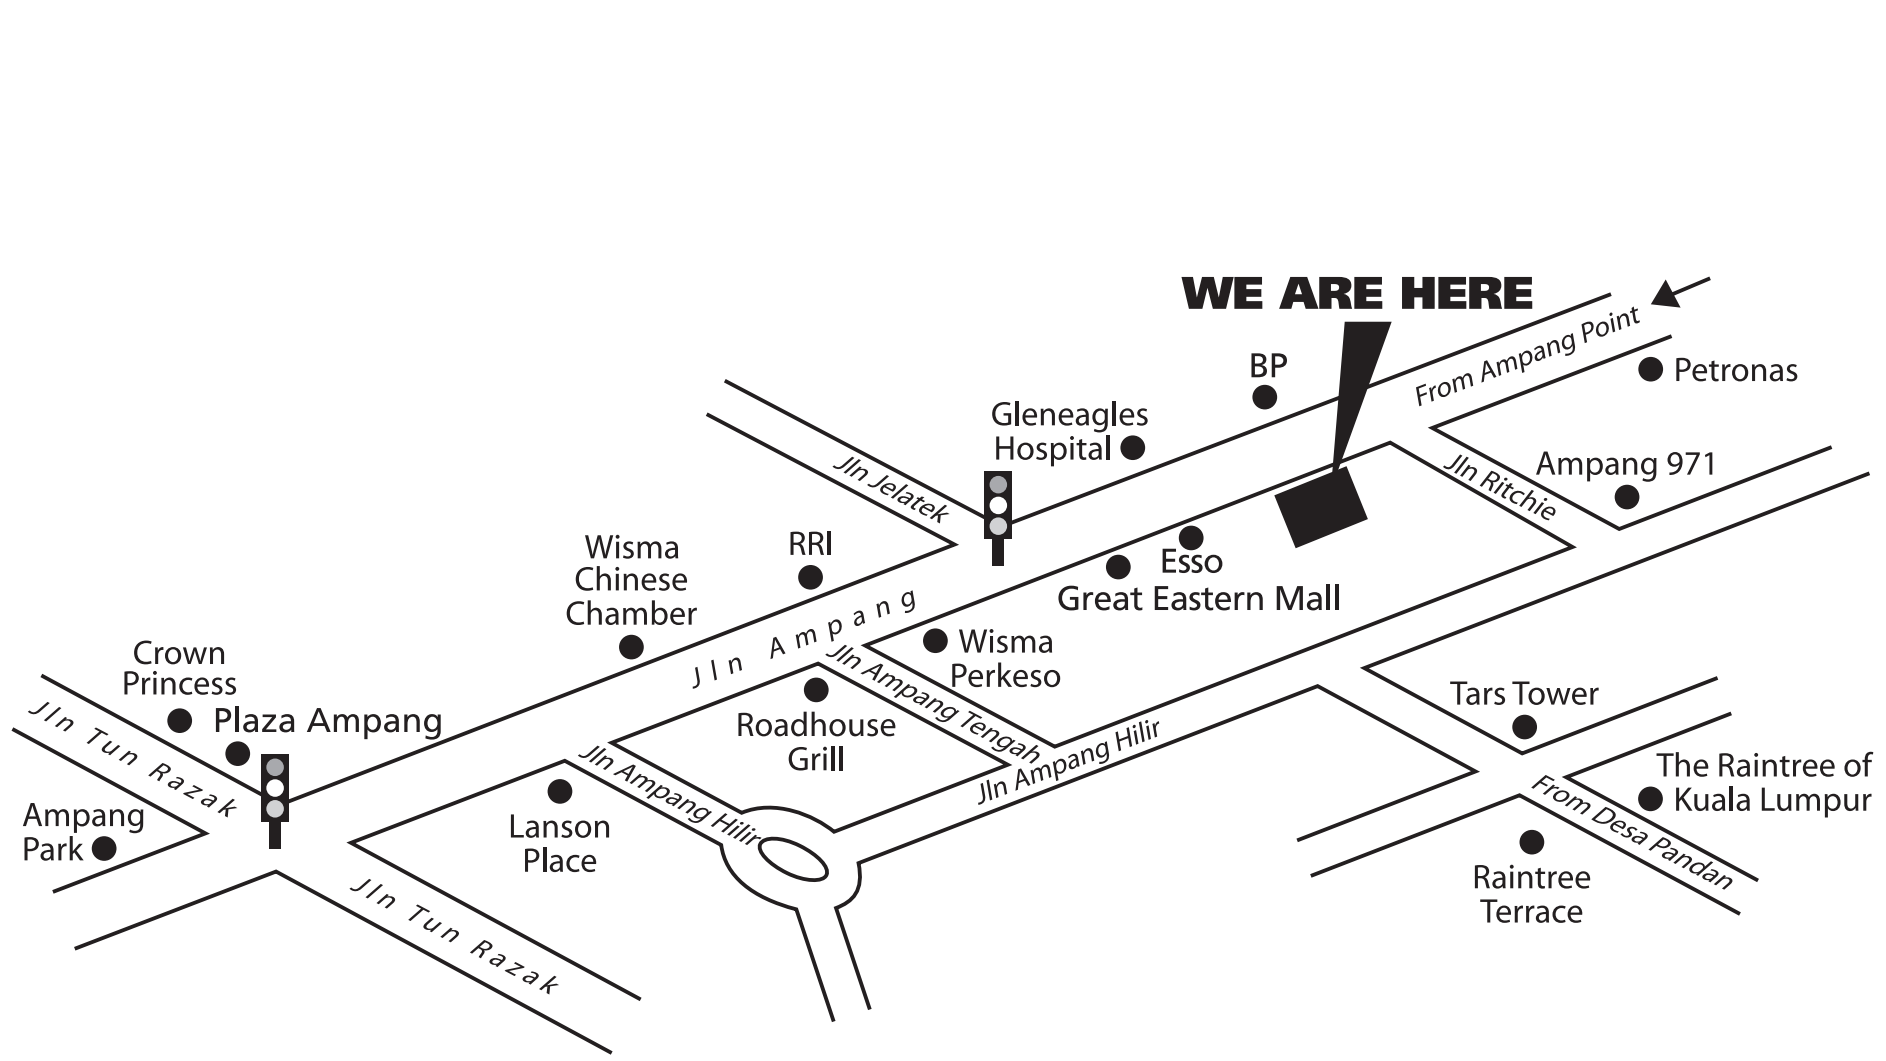 WE ARE HERE
From Ampang Point
BP
Petronas
Gleneagles
Hospital
Jln Jelatek
Jln Ritchie
Ampang 971
RRI
Wisma
Chinese
Chamber
Esso
Great Eastern Mall
Jln Ampang
Wisma
Perkeso
Crown
Princess
Plaza Ampang
Jln Tun Razak
Jln Ampang Tengah
Roadhouse
Grill
Tars Tower
Jln Ampang Hilir
Jln Ampang Hilir
The Raintree of
Kuala Lumpur
Ampang
Park
Lanson
Place
From Desa Pandan
Raintree
Terrace
Jln Tun Razak